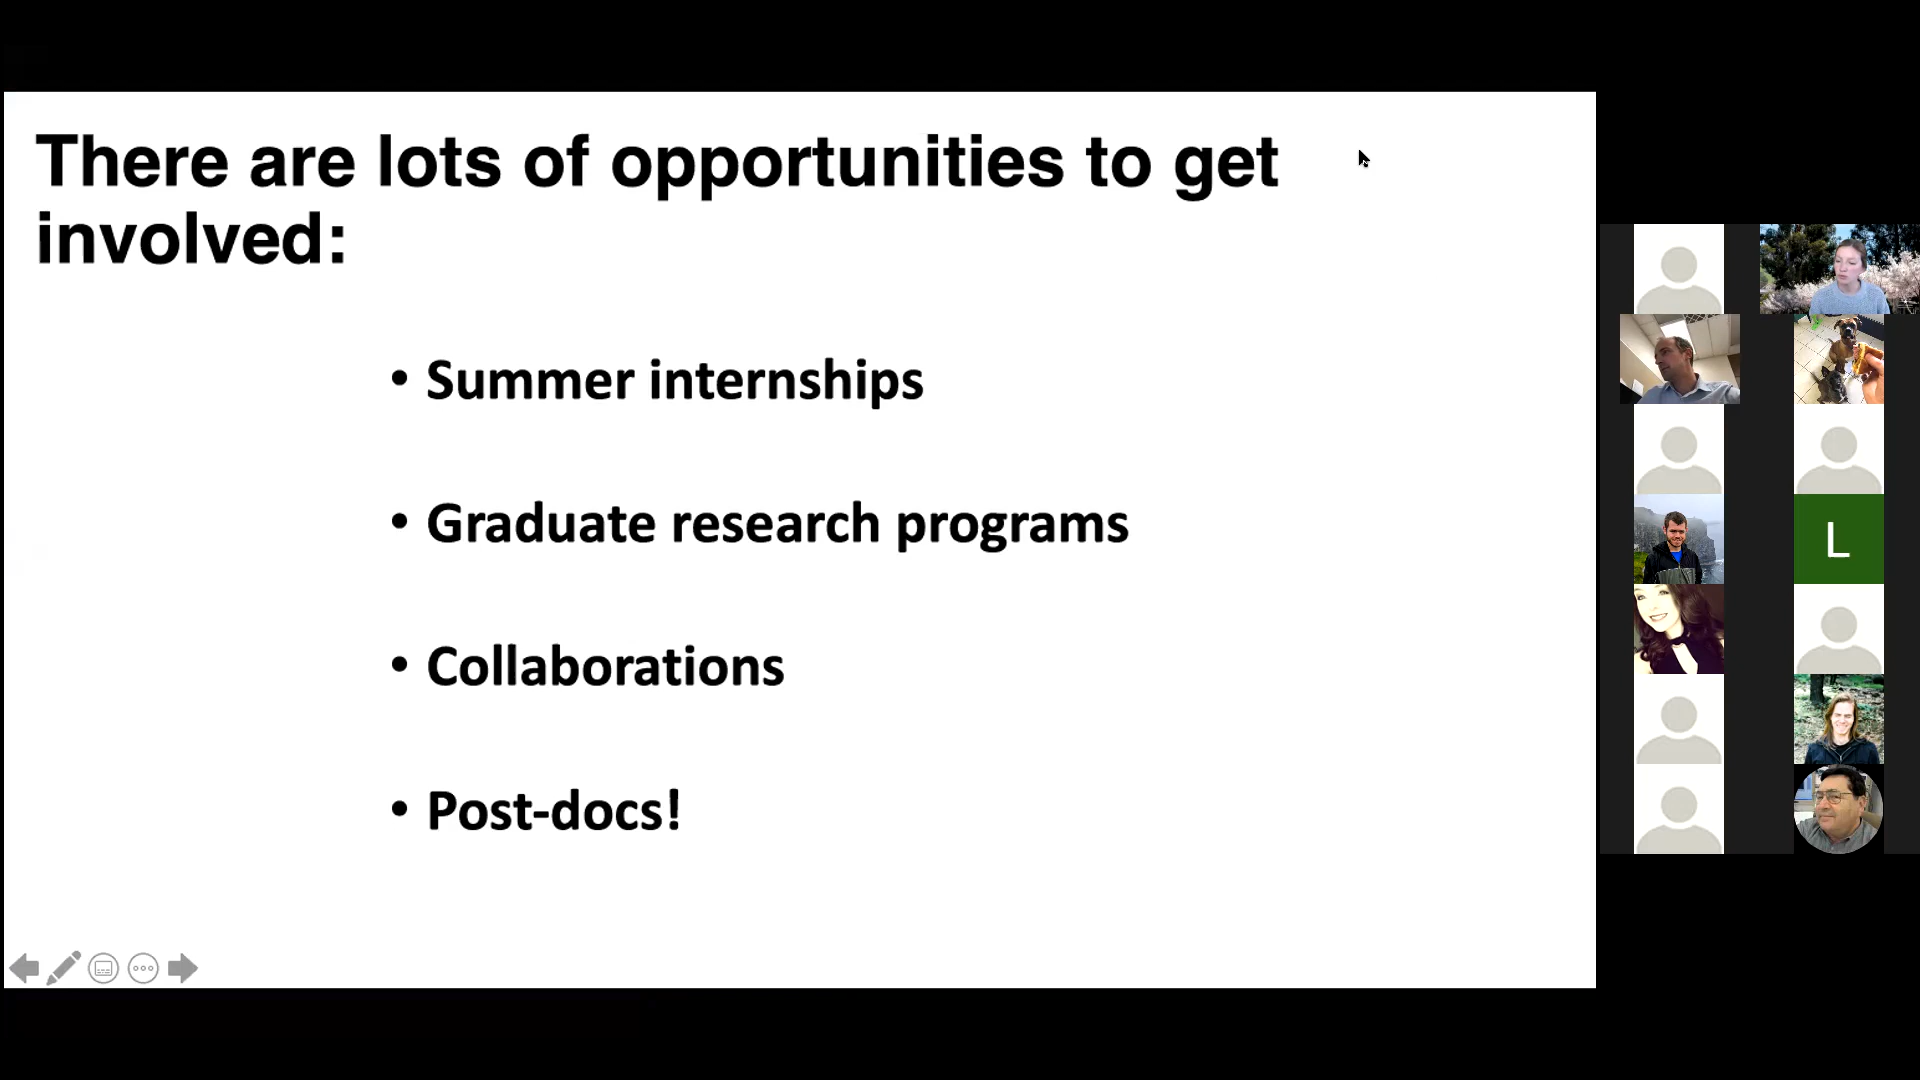 There are lots of opportunities to get
involved:
• Summer internships
• Graduate research programs
• Collaborations
• Post-docs!
L